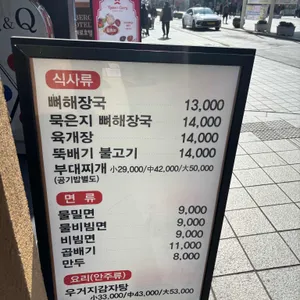 & Q
식사류
뼈해장국 13,000
묵은지 뼈해장국 14,000
육개장 14,000
뚝배기 불고기 14,000
부대찌개 小29,000/中42,000/大50,000
(공기밥별도)
면 류
물밀면 9,000
물비빔면 9,000
비빔면 9,000
곱배기 11,000
만두 8,000
요리(안주류)
우거지감자탕
小33,000/中43,000/大53,000